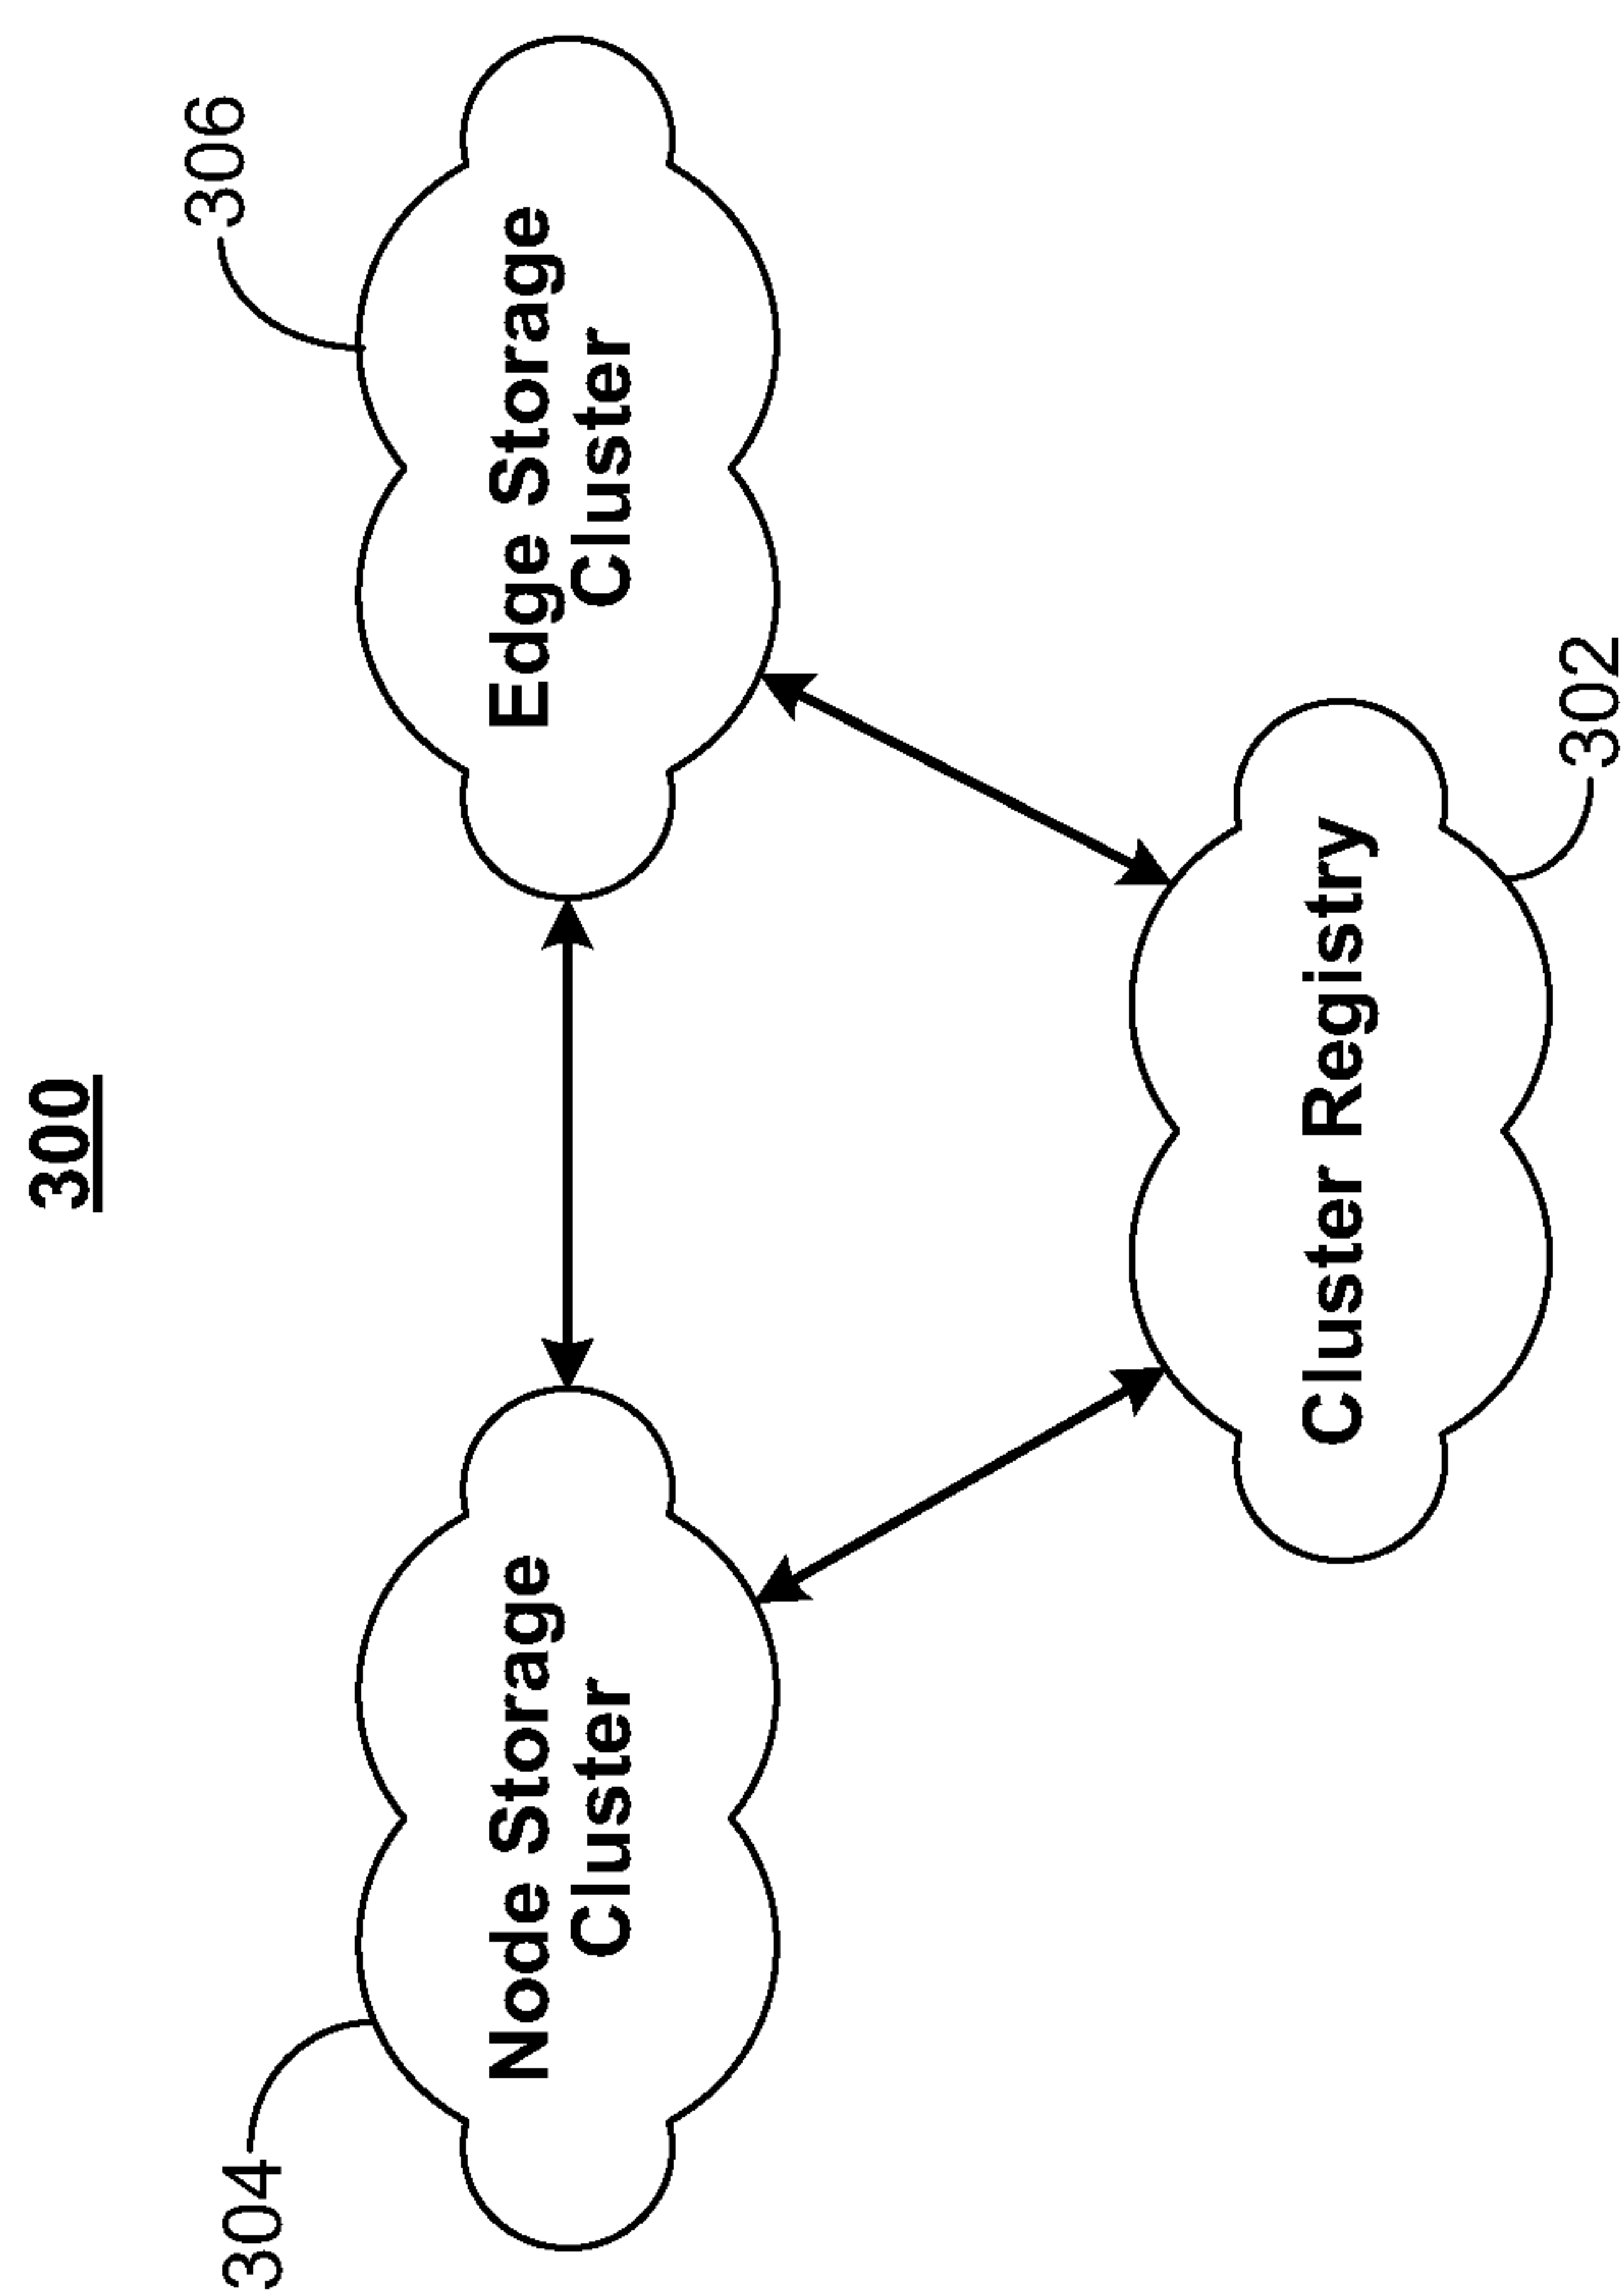 300
304
306
Node Storage
Cluster
Edge Storage
Cluster
Cluster Registry
302